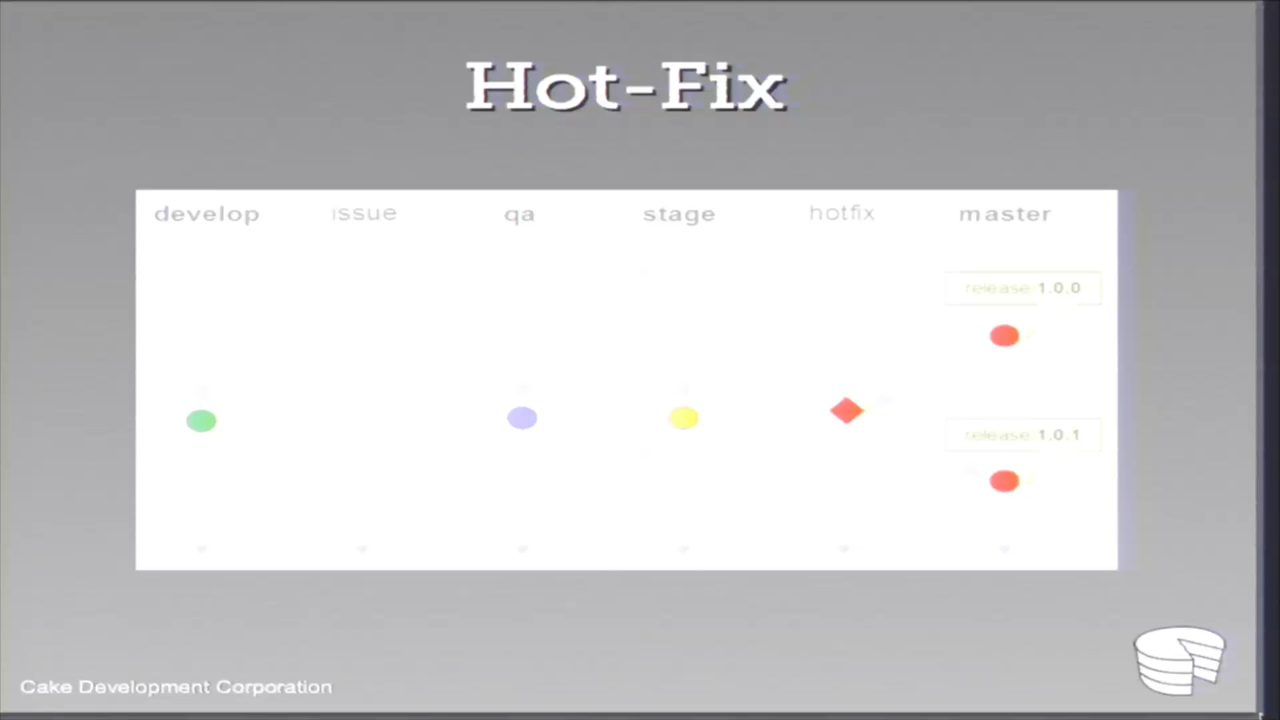 Hot-Fix
develop issue qa stage hotfix master
release 1.0.0
release 1.0.1
Cake Development Corporation